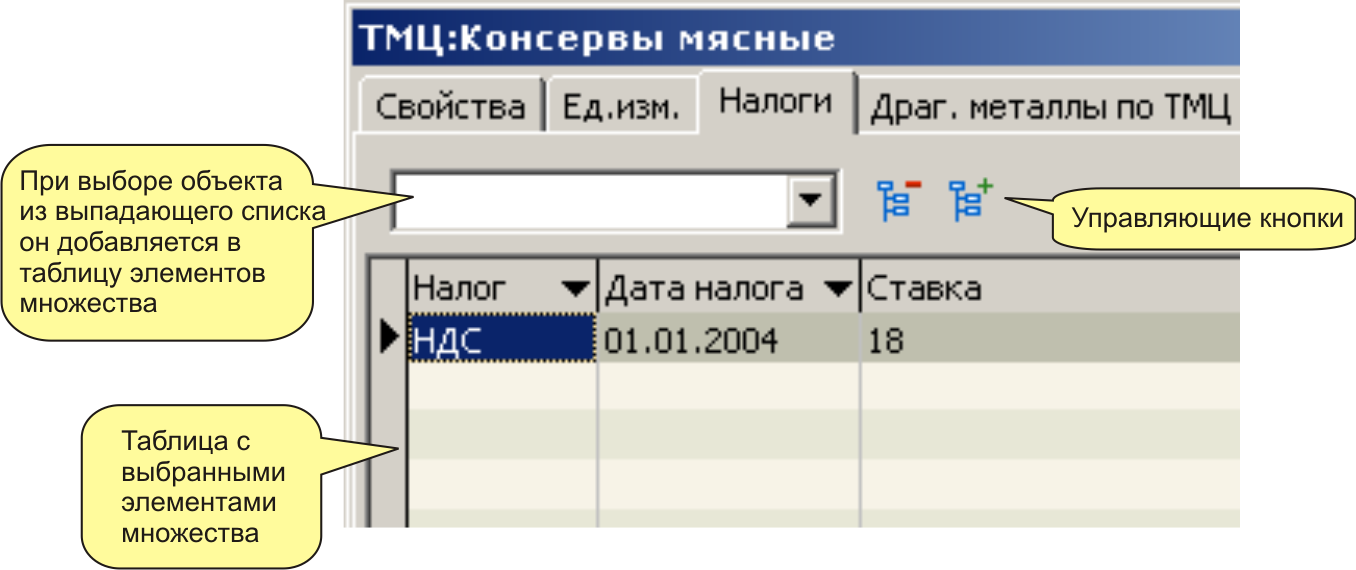 ТМЦ:Консервы мясные
Свойства Ед.изм. Налоги Драг. металлы по ТМЦ
При выборе объекта
из выпадающего списка
он добавляется в
таблицу элементов
множества
Управляющие кнопки
Налог Дата налога Ставка
НДС 01.01.2004 18
Таблица с
выбранными
элементами
множества